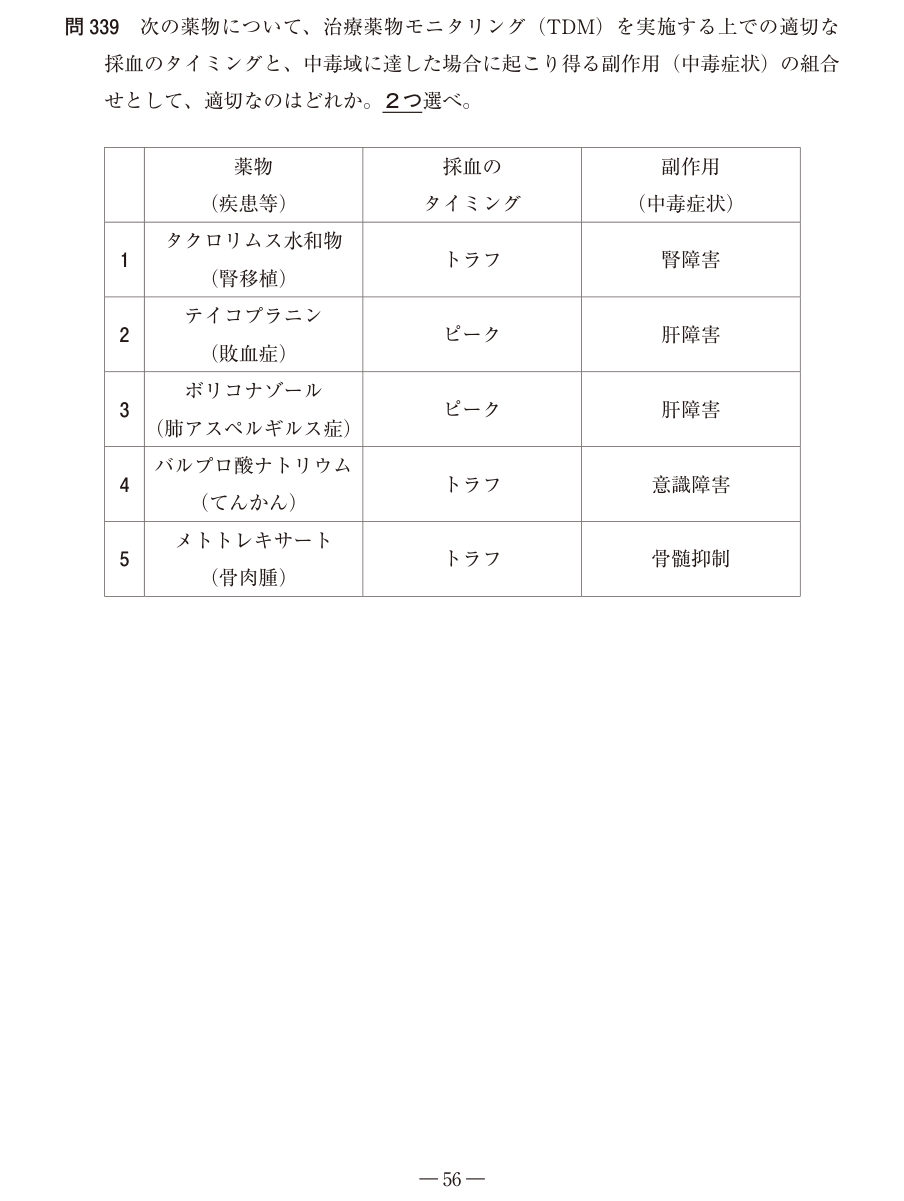 問 339 次の薬物について、治療薬物モニタリング（TDM）を実施する上での適切な
採血のタイミングと、中毒域に達した場合に起こり得る副作用（中毒症状）の組合
せとして、適切なのはどれか。２つ選べ。
薬物 採血の 副作用
（疾患等） タイミング （中毒症状）
タクロリムス水和物
1 トラフ 腎障害
（腎移植）
テイコプラニン
2 ピーク 肝障害
（敗血症）
ボリコナゾール
3 ピーク 肝障害
（肺アスペルギルス症）
バルプロ酸ナトリウム
4 トラフ 意識障害
（てんかん）
メトトレキサート
5 トラフ 骨髄抑制
（骨肉腫）
― 56 ―